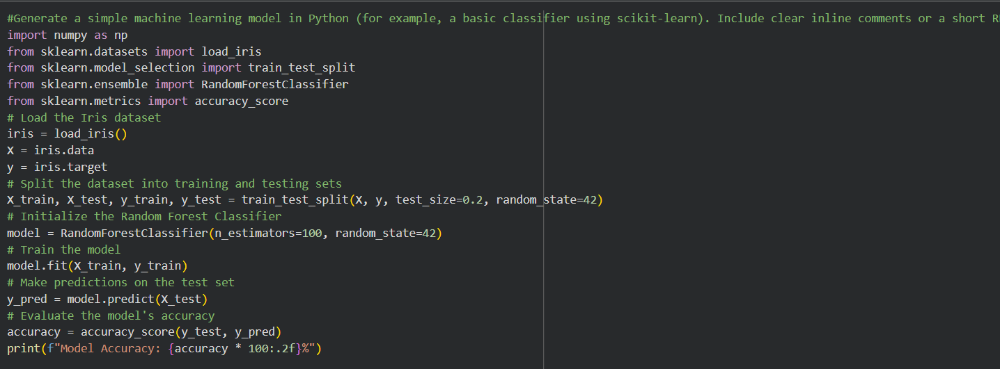 #Generate a simple machine learning model in Python (for example, a basic classifier using scikit-learn). Include clear inline comments or a short
import numpy as np
from sklearn.datasets import load_iris
from sklearn.model_selection import train_test_split
from sklearn.ensemble import RandomForestClassifier
from sklearn.metrics import accuracy_score
# Load the Iris dataset
iris = load_iris()
X = iris.data
y = iris.target
# Split the dataset into training and testing sets
X_train, X_test, y_train, y_test = train_test_split(X, y, test_size=0.2, random_state=42)
# Initialize the Random Forest Classifier
model = RandomForestClassifier(n_estimators=100, random_state=42)
# Train the model
model.fit(X_train, y_train)
# Make predictions on the test set
y_pred = model.predict(X_test)
# Evaluate the model's accuracy
accuracy = accuracy_score(y_test, y_pred)
print(f"Model Accuracy: {accuracy * 100:.2f}%")